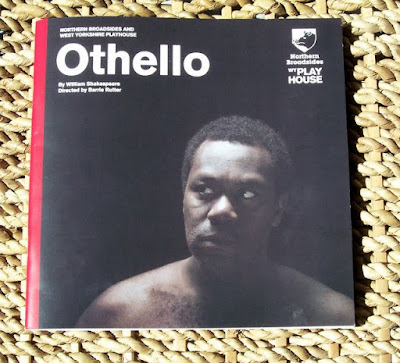 NORTHERN BROADSIDES AND
WEST YORKSHIRE PLAYHOUSE
Othello
By William Shakespeare
Directed by Barrie Rutter
Northern
Broadsides
WY PLAY
HOUSE